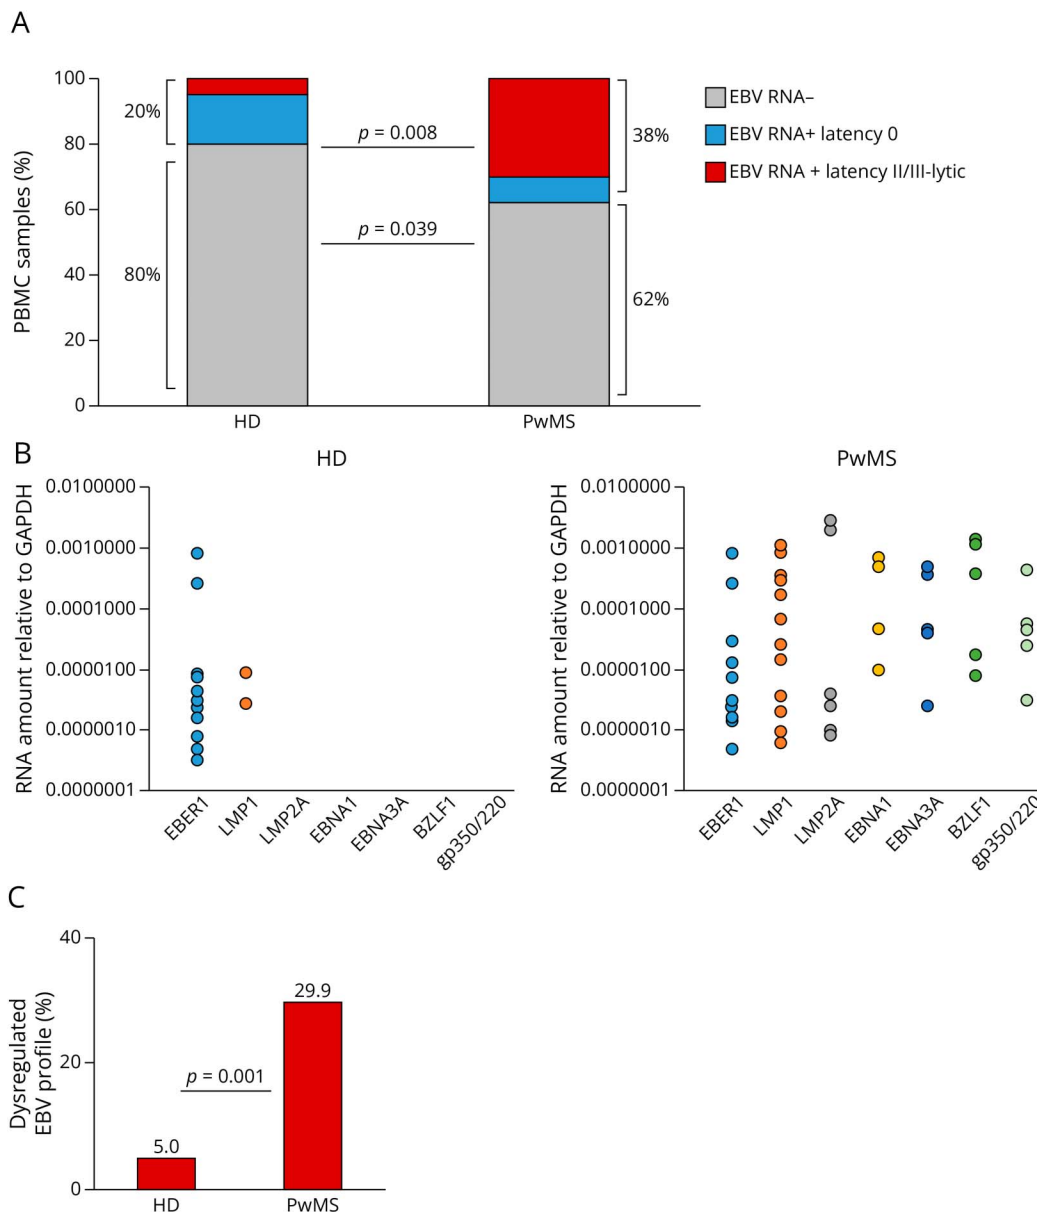 A
PBMC samples (%)
100
80
60
40
20
0
20%
80%
p = 0.008
p = 0.039
38%
62%
HD
PwMS
EBV RNA–
EBV RNA+ latency 0
EBV RNA + latency II/III-lytic
B
HD
RNA amount relative to GAPDH
0.0100000
0.0010000
0.0001000
0.0000100
0.0000010
0.0000001
EBER1
LMP1
LMP2A
EBNA1
EBNA3A
BZLF1
gp350/220
PwMS
RNA amount relative to GAPDH
0.0100000
0.0010000
0.0001000
0.0000100
0.0000010
0.0000001
EBER1
LMP1
LMP2A
EBNA1
EBNA3A
BZLF1
gp350/220
C
Dysregulated
EBV profile (%)
40
20
0
5.0
p = 0.001
29.9
HD
PwMS